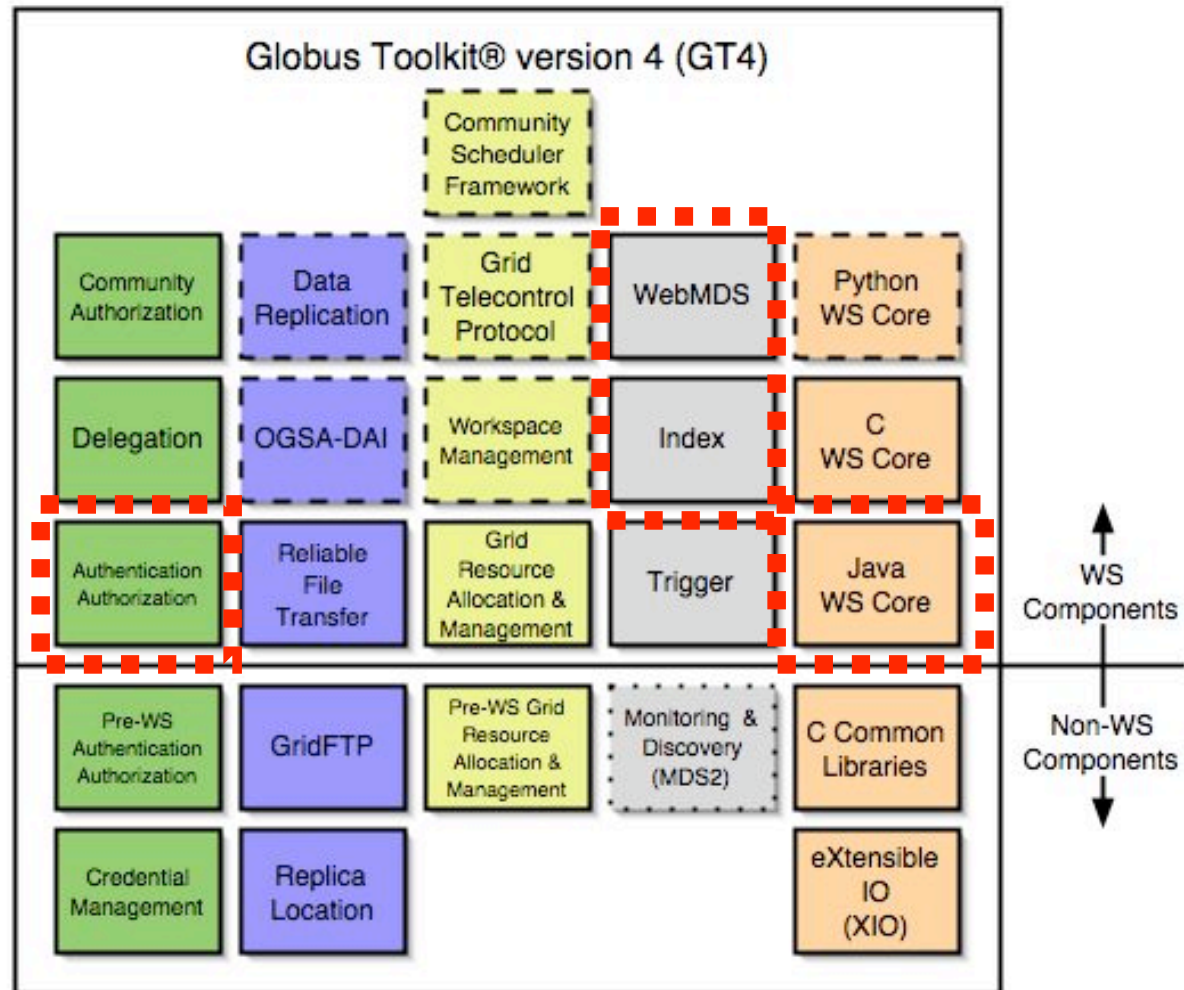 Globus Toolkit® version 4 (GT4)
Community
Scheduler
Framework
Community
Authorization
Data
Replication
Grid
Telecontrol
Protocol
WebMDS
Python
WS Core
Delegation
OGSA-DAI
Workspace
Management
Index
C
WS Core
Authentication
Authorization
Reliable
File
Transfer
Grid
Resource
Allocation &
Management
Trigger
Java
WS Core
WS
Components
Pre-WS
Authentication
Authorization
GridFTP
Pre-WS Grid
Resource
Allocation &
Management
Monitoring &
Discovery
(MDS2)
C Common
Libraries
Non-WS
Components
Credential
Management
Replica
Location
eXtensible
IO
(XIO)